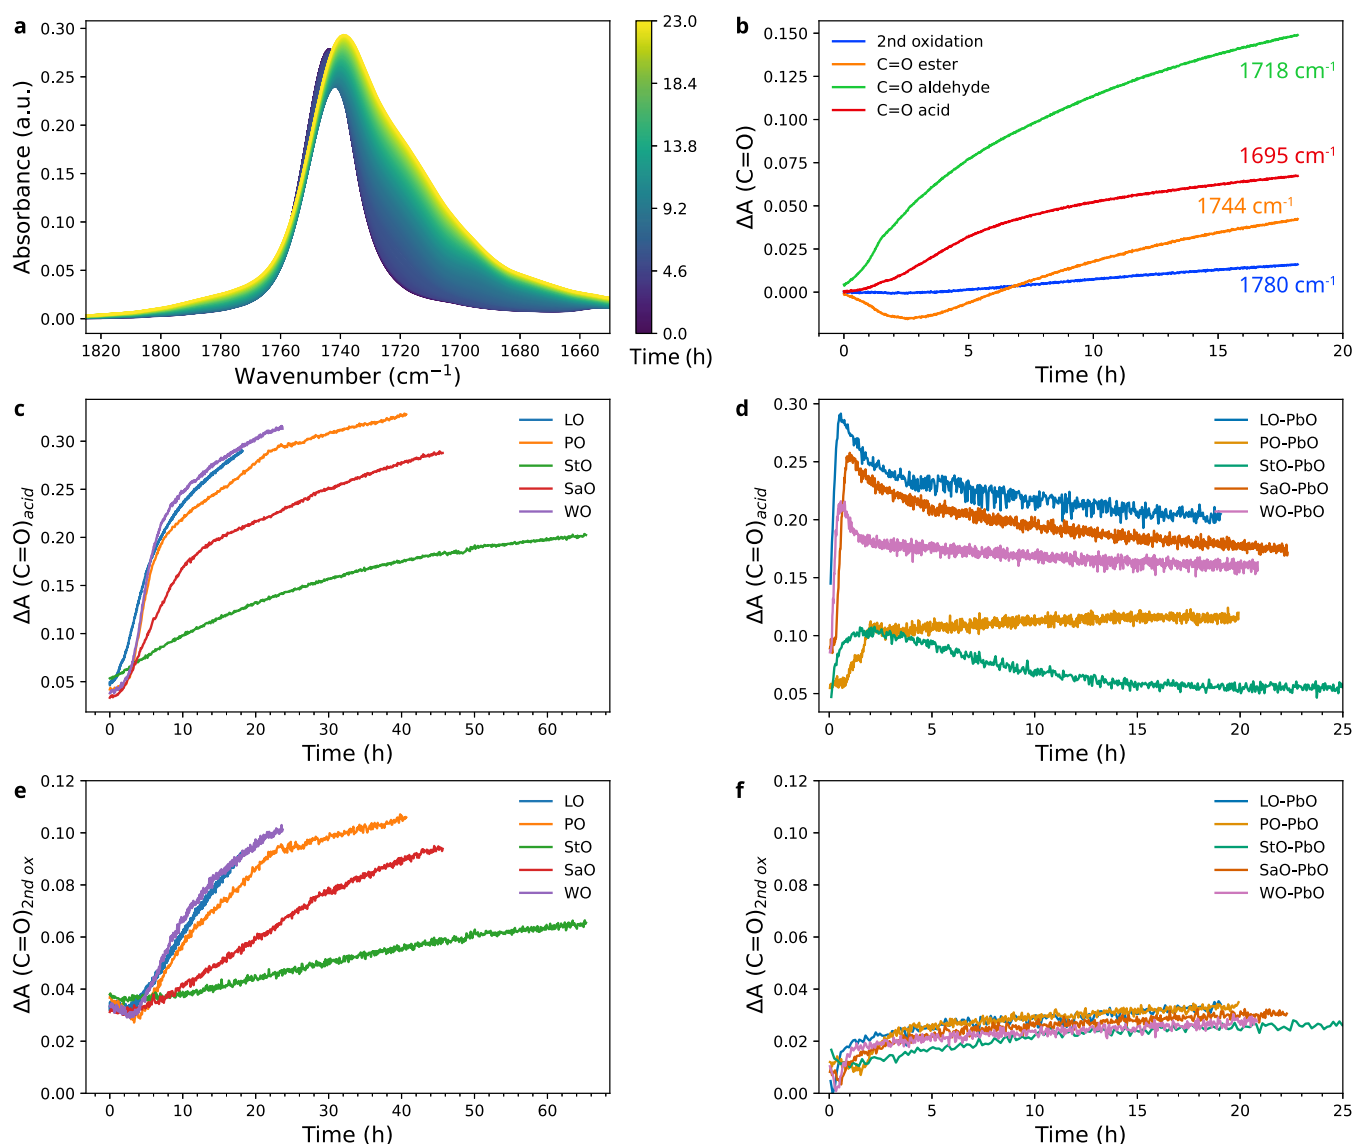 a
Absorbance (a.u.)
0.30
0.25
0.20
0.15
0.10
0.05
0.00
1820 1800 1780 1760 1740 1720 1700 1680 1660
Wavenumber (cm⁻¹)
23.0
18.4
13.8
9.2
4.6
0.0
Time (h)
b
ΔA (C=O)
0.150
0.125
0.100
0.075
0.050
0.025
0.000
2nd oxidation
C=O ester
C=O aldehyde
C=O acid
1718 cm⁻¹
1695 cm⁻¹
1744 cm⁻¹
1780 cm⁻¹
0 5 10 15 20
Time (h)
c
ΔA (C=O)acid
0.30
0.25
0.20
0.15
0.10
0.05
LO
PO
StO
SaO
WO
0 10 20 30 40 50 60
Time (h)
d
ΔA (C=O)acid
0.30
0.25
0.20
0.15
0.10
0.05
LO-PbO
PO-PbO
StO-PbO
SaO-PbO
WO-PbO
0 5 10 15 20 25
Time (h)
e
ΔA (C=O)2nd ox
0.12
0.10
0.08
0.06
0.04
0.02
0.00
LO
PO
StO
SaO
WO
0 10 20 30 40 50 60
Time (h)
f
ΔA (C=O)2nd ox
0.12
0.10
0.08
0.06
0.04
0.02
0.00
LO-PbO
PO-PbO
StO-PbO
SaO-PbO
WO-PbO
0 5 10 15 20 25
Time (h)